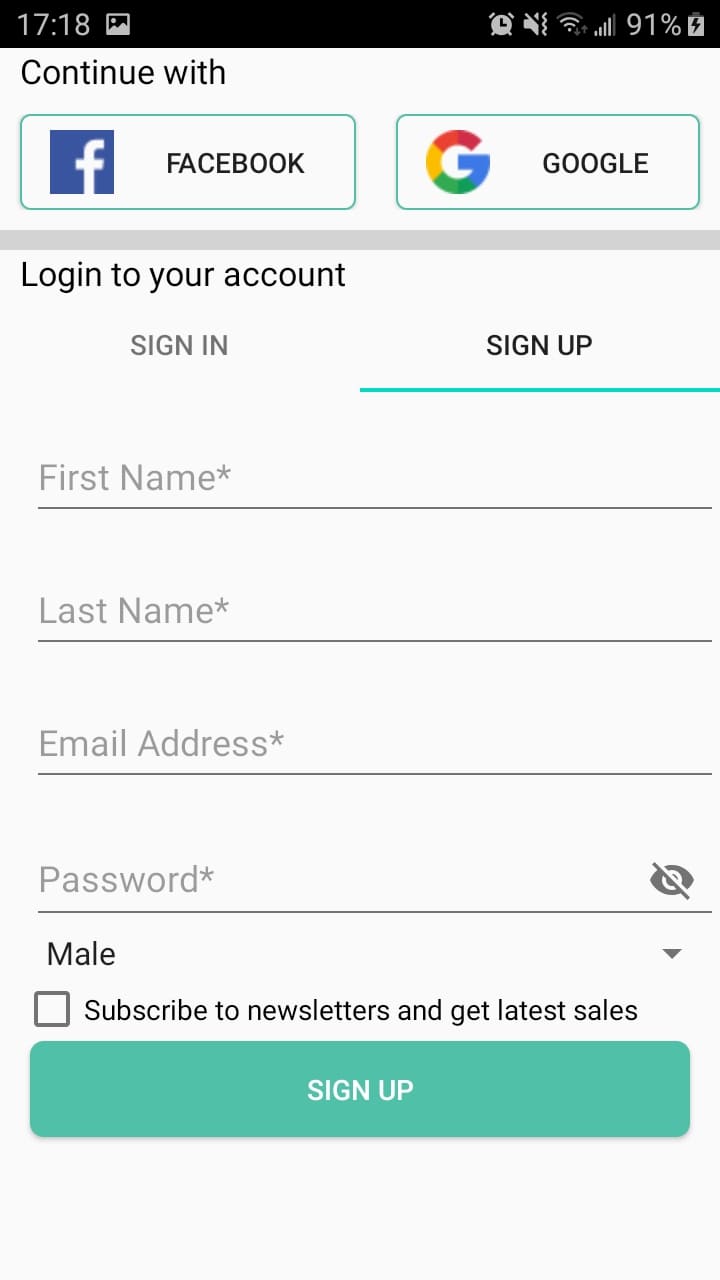 17:18 91%
Continue with
FACEBOOK GOOGLE
Login to your account
SIGN IN SIGN UP
First Name*
Last Name*
Email Address*
Password*
Male
Subscribe to newsletters and get latest sales
SIGN UP